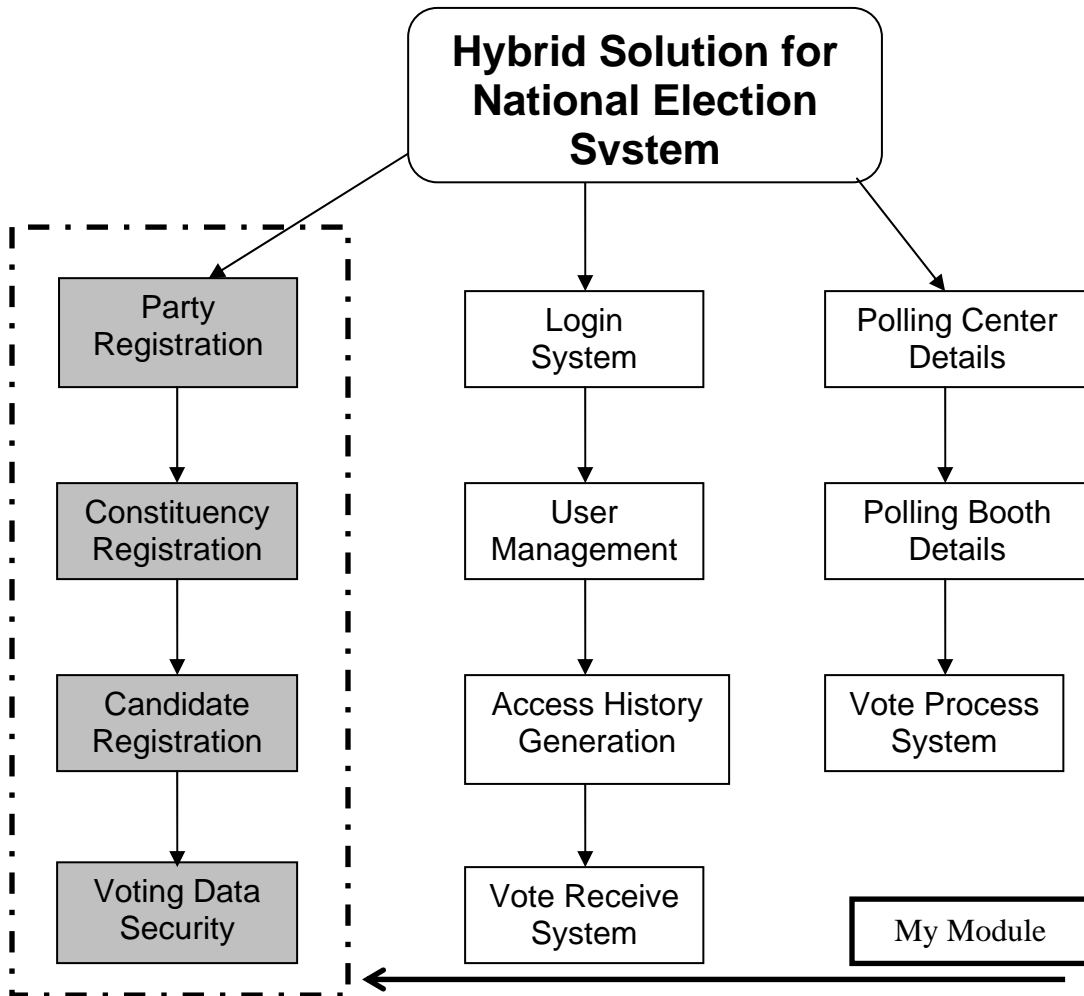 Hybrid Solution for
National Election
System
Party
Registration
Login
System
Polling Center
Details
Constituency
Registration
User
Management
Polling Booth
Details
Candidate
Registration
Access History
Generation
Vote Process
System
Voting Data
Security
Vote Receive
System
My Module